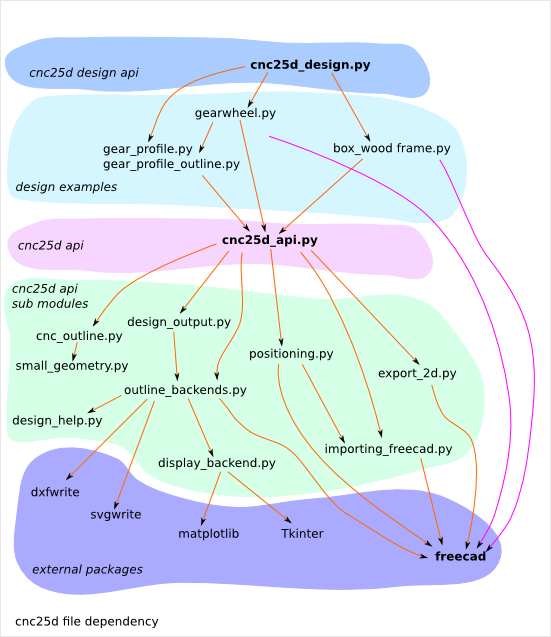 cnc25d_design.py
cnc25d design api
gearwheel.py
gear_profile.py
gear_profile_outline.py
box_wood frame.py
design examples
cnc25d_api.py
cnc25d api
cnc25d api
sub modules
design_output.py
cnc_outline.py
small_geometry.py
positioning.py
export_2d.py
outline_backends.py
design_help.py
importing_freecad.py
display_backend.py
dxfwrite
svgwrite
matplotlib
Tkinter
freecad
external packages
cnc25d file dependency